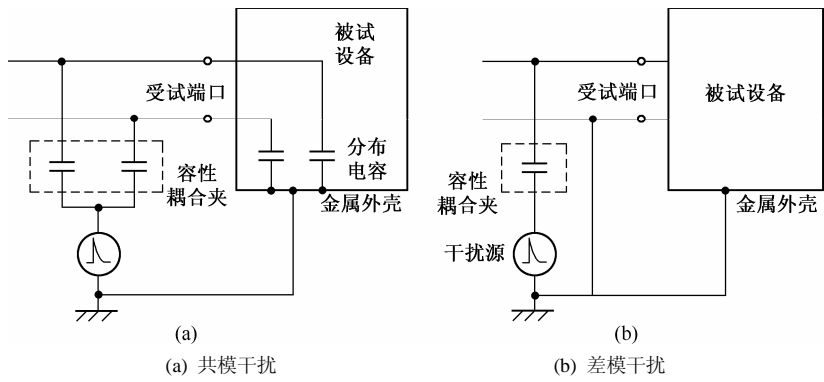 被试
设备
受试端口
分布
电容
容性
耦合夹
金属外壳
(a)
被试设备
受试端口
容性
耦合夹
金属外壳
干扰源
(b)
(a) 共模干扰
(b) 差模干扰